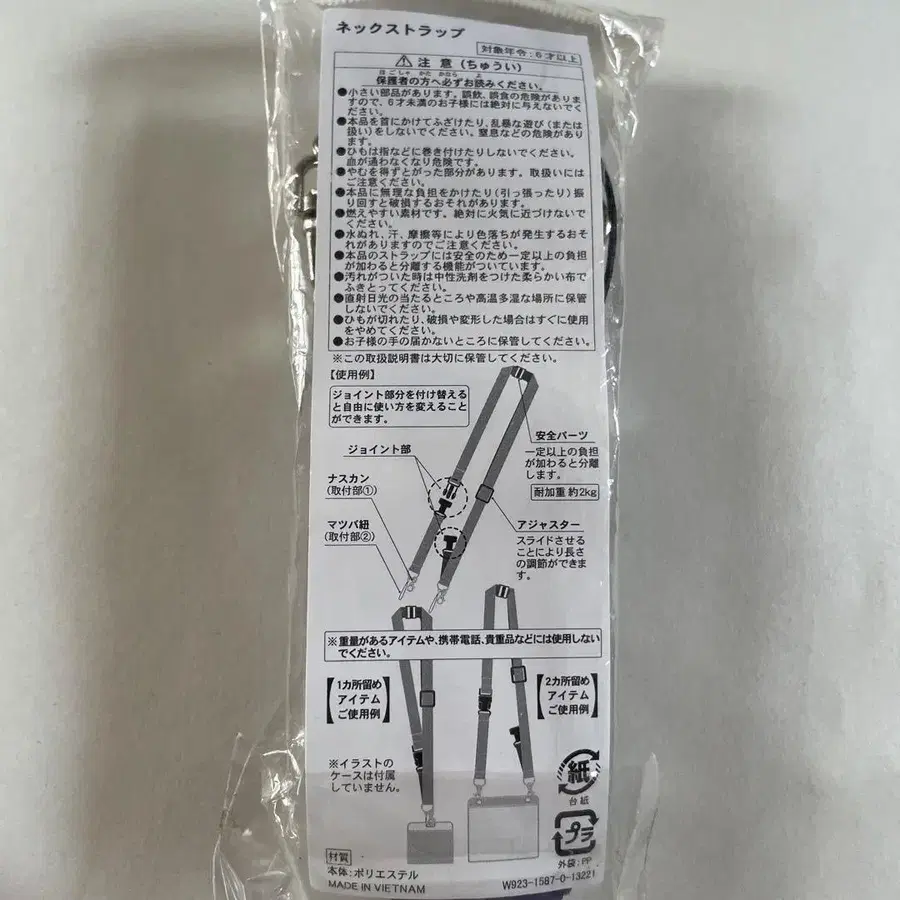 ネックストラップ
対象年令:6才以上
⚠注意(ちゅうい)
ほごしゃ かた かなら よ
保護者の方へ必ずお読みください。
●小さい部品があります。誤飲、誤食の危険がありま
すので、6才未満のお子様には絶対に与えないでく
ださい。
●本品を首にかけてふざけたり、乱暴な遊び(または
扱い)をしないでください。窒息などの危険があり
ます。
●ひもは指などに巻き付けたりしないでください。
血が通わなくなり危険です。
●やむを得ずとがった部分があります。取扱いには
ご注意ください。
●本品に無理な負担をかけたり(引っ張ったり)振
り回すと破損するおそれがあります。
●燃えやすい素材です。絶対に火気に近づけないで
ください。
●水ぬれ、汗、摩擦等により色落ちが発生するおそ
れがありますのでご注意ください。
●本品のストラップには安全のため一定以上の負担
が加わると分離する機能がついています。
●汚れがついた時は中性洗剤をつけた柔らかい布で
ふきとってください。
●直射日光の当たるところや高温多湿な場所に保管
しないでください。
●ひもが切れたり、破損や変形した場合はすぐに使用
をやめてください。
●お子様の手の届かないところに保管してください。
※この取扱説明書は大切に保管してください。
【使用例】
ジョイント部分を付け替える
と自由に使い方を変えること
ができます。
ジョイント部
ナスカン
(取付部①)
マツバ紐
(取付部②)
安全パーツ
一定以上の負担
が加わると分離
します。
耐加重 約2kg
アジャスター
スライドさせる
ことにより長さ
の調節ができま
す。
※重量があるアイテムや、携帯電話、貴重品などには使用しない
でください。
1カ所留め
アイテム
ご使用例
2カ所留め
アイテム
ご使用例
※イラストの
ケースは付属
していません。
紙
台紙
プラ
外袋:PP
材質
本体:ポリエステル
MADE IN VIETNAM
W923-1587-0-13221